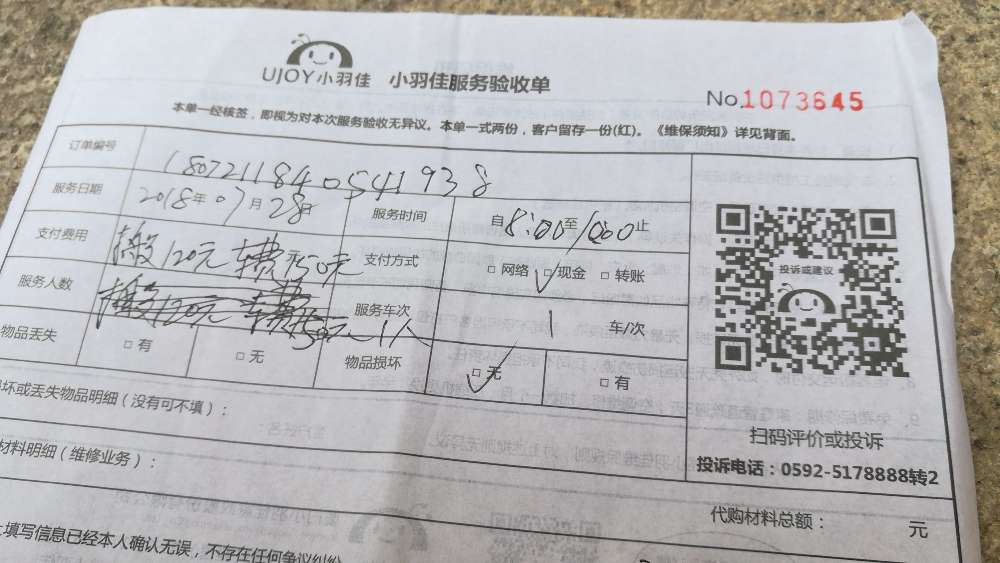 UJOY小羽佳 小羽佳服务验收单
No.1073645
本单一经核签，即视为对本次服务验收无异议。本单一式两份，客户留存一份(红)。《维保须知》详见背面。
订单编号 180721184054193 8
服务日期 2018年07月28日 服务时间 自8:00至10:00止
支付费用 搬120元 车费750元 支付方式 □网络 □现金 □转账
服务人数 1人 服务车次 1 车/次
物品丢失 □有 □无 物品损坏 □无 □有
坏或丢失物品明细（没有可不填）：
材料明细（维修业务）：
投诉或建议
扫码评价或投诉
投诉电话：0592-5178888转2
代购材料总额： 元
填写信息已经本人确认无误，不存在任何争议纠纷